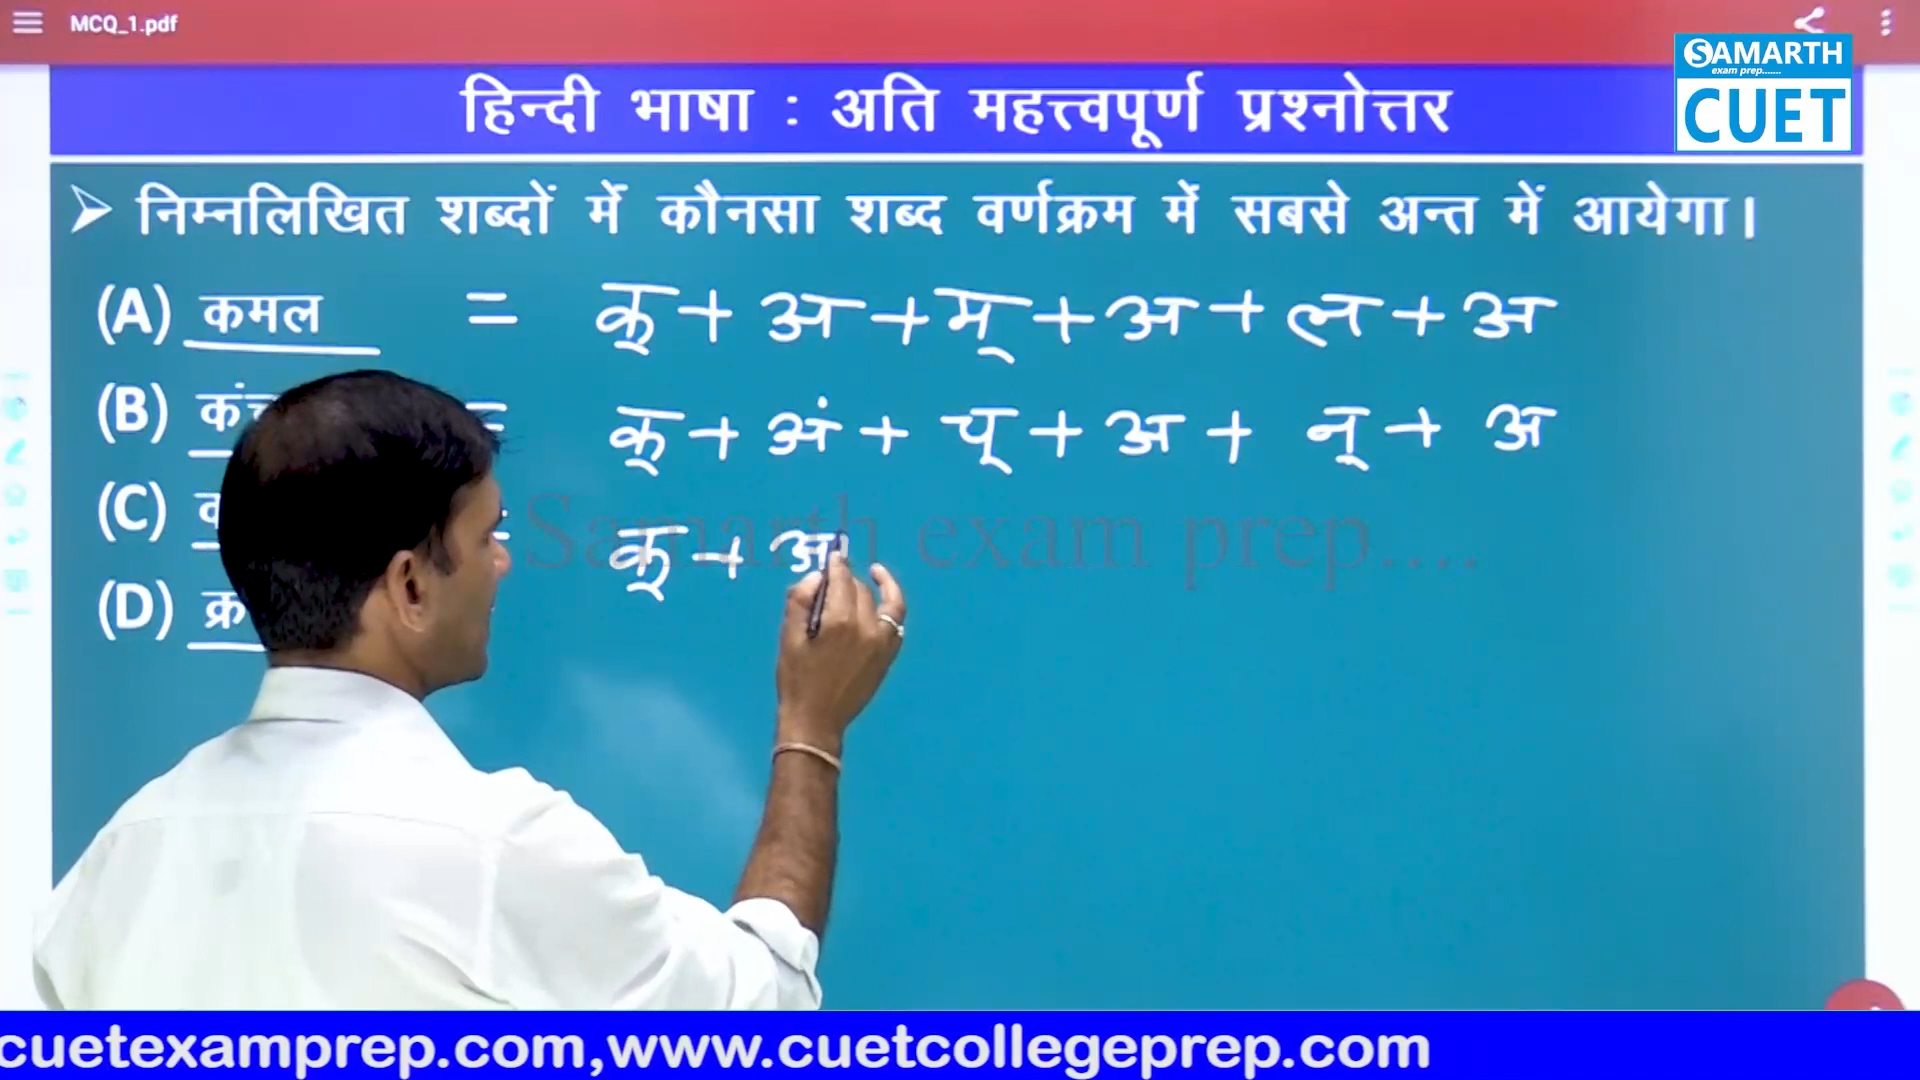 MCQ_1.pdf
SAMARTH
exam prep.......
CUET
हिन्दी भाषा : अति महत्त्वपूर्ण प्रश्नोत्तर
➢ निम्नलिखित शब्दों में कौनसा शब्द वर्णक्रम में सबसे अन्त में आयेगा।
(A) कमल = क् + अ + म् + अ + ल + अ
(B) = क् + अं + च् + अ + न् + अ
(C) क् + अ
(D)
Samarth exam prep....
cuetexamprep.com,www.cuetcollegeprep.com